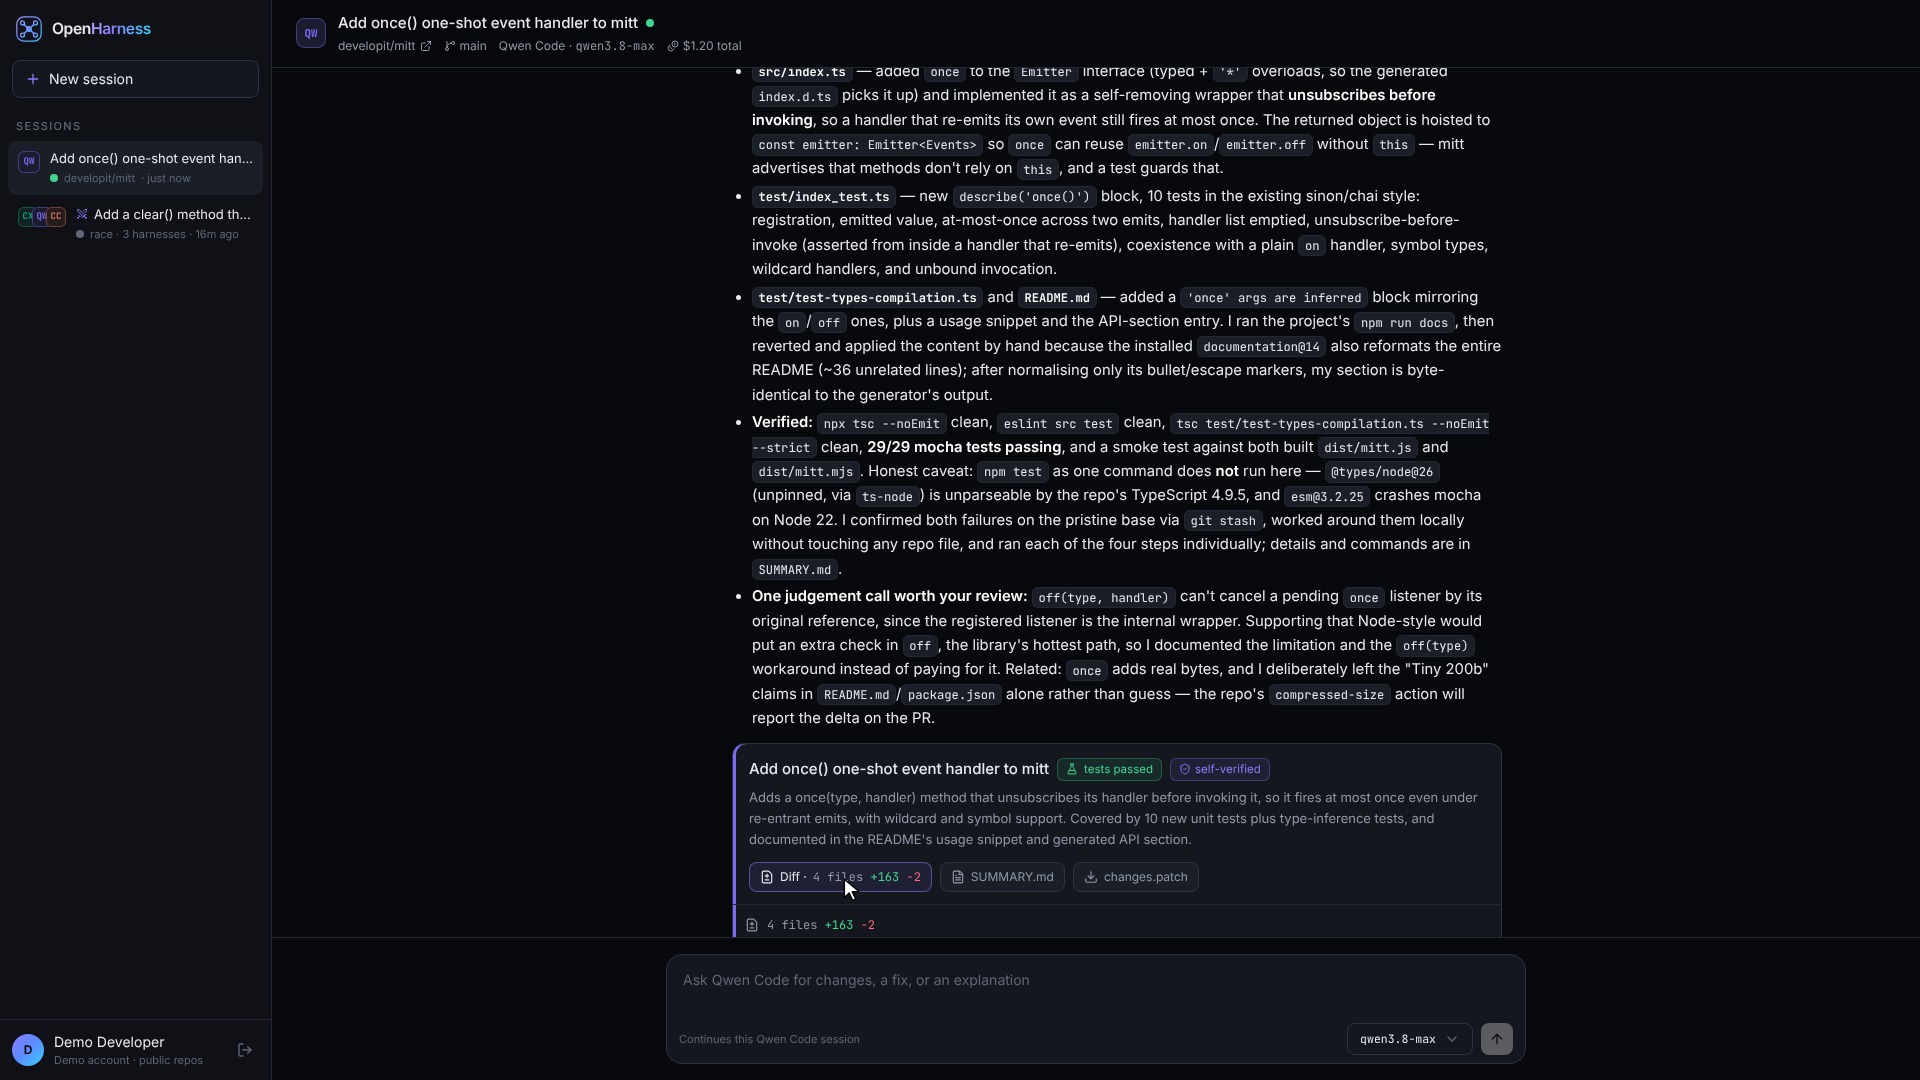 OpenHarness
New session
SESSIONS
QW
Add once() one-shot event han...
developit/mitt · just now
CX QW CC
Add a clear() method th...
race · 3 harnesses · 16m ago
D
Demo Developer
Demo account · public repos
QW
Add once() one-shot event handler to mitt
developit/mitt main Qwen Code · qwen3.8-max $1.20 total
• src/index.ts — added once to the Emitter interface (typed + '*' overloads, so the generated
index.d.ts picks it up) and implemented it as a self-removing wrapper that unsubscribes before
invoking, so a handler that re-emits its own event still fires at most once. The returned object is hoisted to
const emitter: Emitter<Events> so once can reuse emitter.on/emitter.off without this — mitt
advertises that methods don't rely on this, and a test guards that.
• test/index_test.ts — new describe('once()') block, 10 tests in the existing sinon/chai style:
registration, emitted value, at-most-once across two emits, handler list emptied, unsubscribe-before-
invoke (asserted from inside a handler that re-emits), coexistence with a plain on handler, symbol types,
wildcard handlers, and unbound invocation.
• test/test-types-compilation.ts and README.md — added a 'once' args are inferred block mirroring
the on/off ones, plus a usage snippet and the API-section entry. I ran the project's npm run docs, then
reverted and applied the content by hand because the installed documentation@14 also reformats the entire
README (~36 unrelated lines); after normalising only its bullet/escape markers, my section is byte-
identical to the generator's output.
• Verified: npx tsc --noEmit clean, eslint src test clean, tsc test/test-types-compilation.ts --noEmit
--strict clean, 29/29 mocha tests passing, and a smoke test against both built dist/mitt.js and
dist/mitt.mjs. Honest caveat: npm test as one command does not run here — @types/node@26
(unpinned, via ts-node) is unparseable by the repo's TypeScript 4.9.5, and esm@3.2.25 crashes mocha
on Node 22. I confirmed both failures on the pristine base via git stash, worked around them locally
without touching any repo file, and ran each of the four steps individually; details and commands are in
SUMMARY.md.
• One judgement call worth your review: off(type, handler) can't cancel a pending once listener by its
original reference, since the registered listener is the internal wrapper. Supporting that Node-style would
put an extra check in off, the library's hottest path, so I documented the limitation and the off(type)
workaround instead of paying for it. Related: once adds real bytes, and I deliberately left the "Tiny 200b"
claims in README.md/package.json alone rather than guess — the repo's compressed-size action will
report the delta on the PR.
Add once() one-shot event handler to mitt tests passed self-verified
Adds a once(type, handler) method that unsubscribes its handler before invoking it, so it fires at most once even under
re-entrant emits, with wildcard and symbol support. Covered by 10 new unit tests plus type-inference tests, and
documented in the README's usage snippet and generated API section.
Diff · 4 files +163 -2 SUMMARY.md changes.patch
4 files +163 -2
Ask Qwen Code for changes, a fix, or an explanation
Continues this Qwen Code session
qwen3.8-max